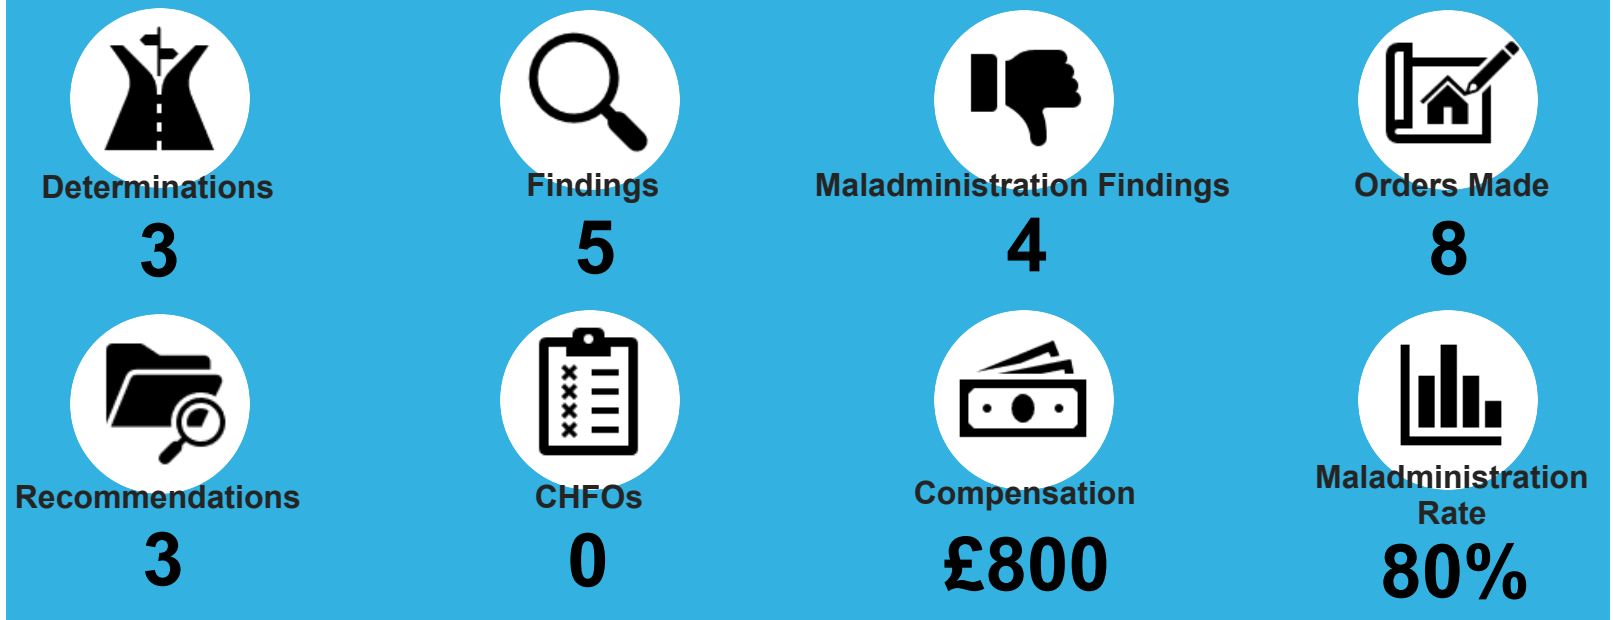 Determinations
3
Findings
5
Maladministration Findings
4
Orders Made
8
Recommendations
3
CHFOs
0
Compensation
£800
Maladministration
Rate
80%